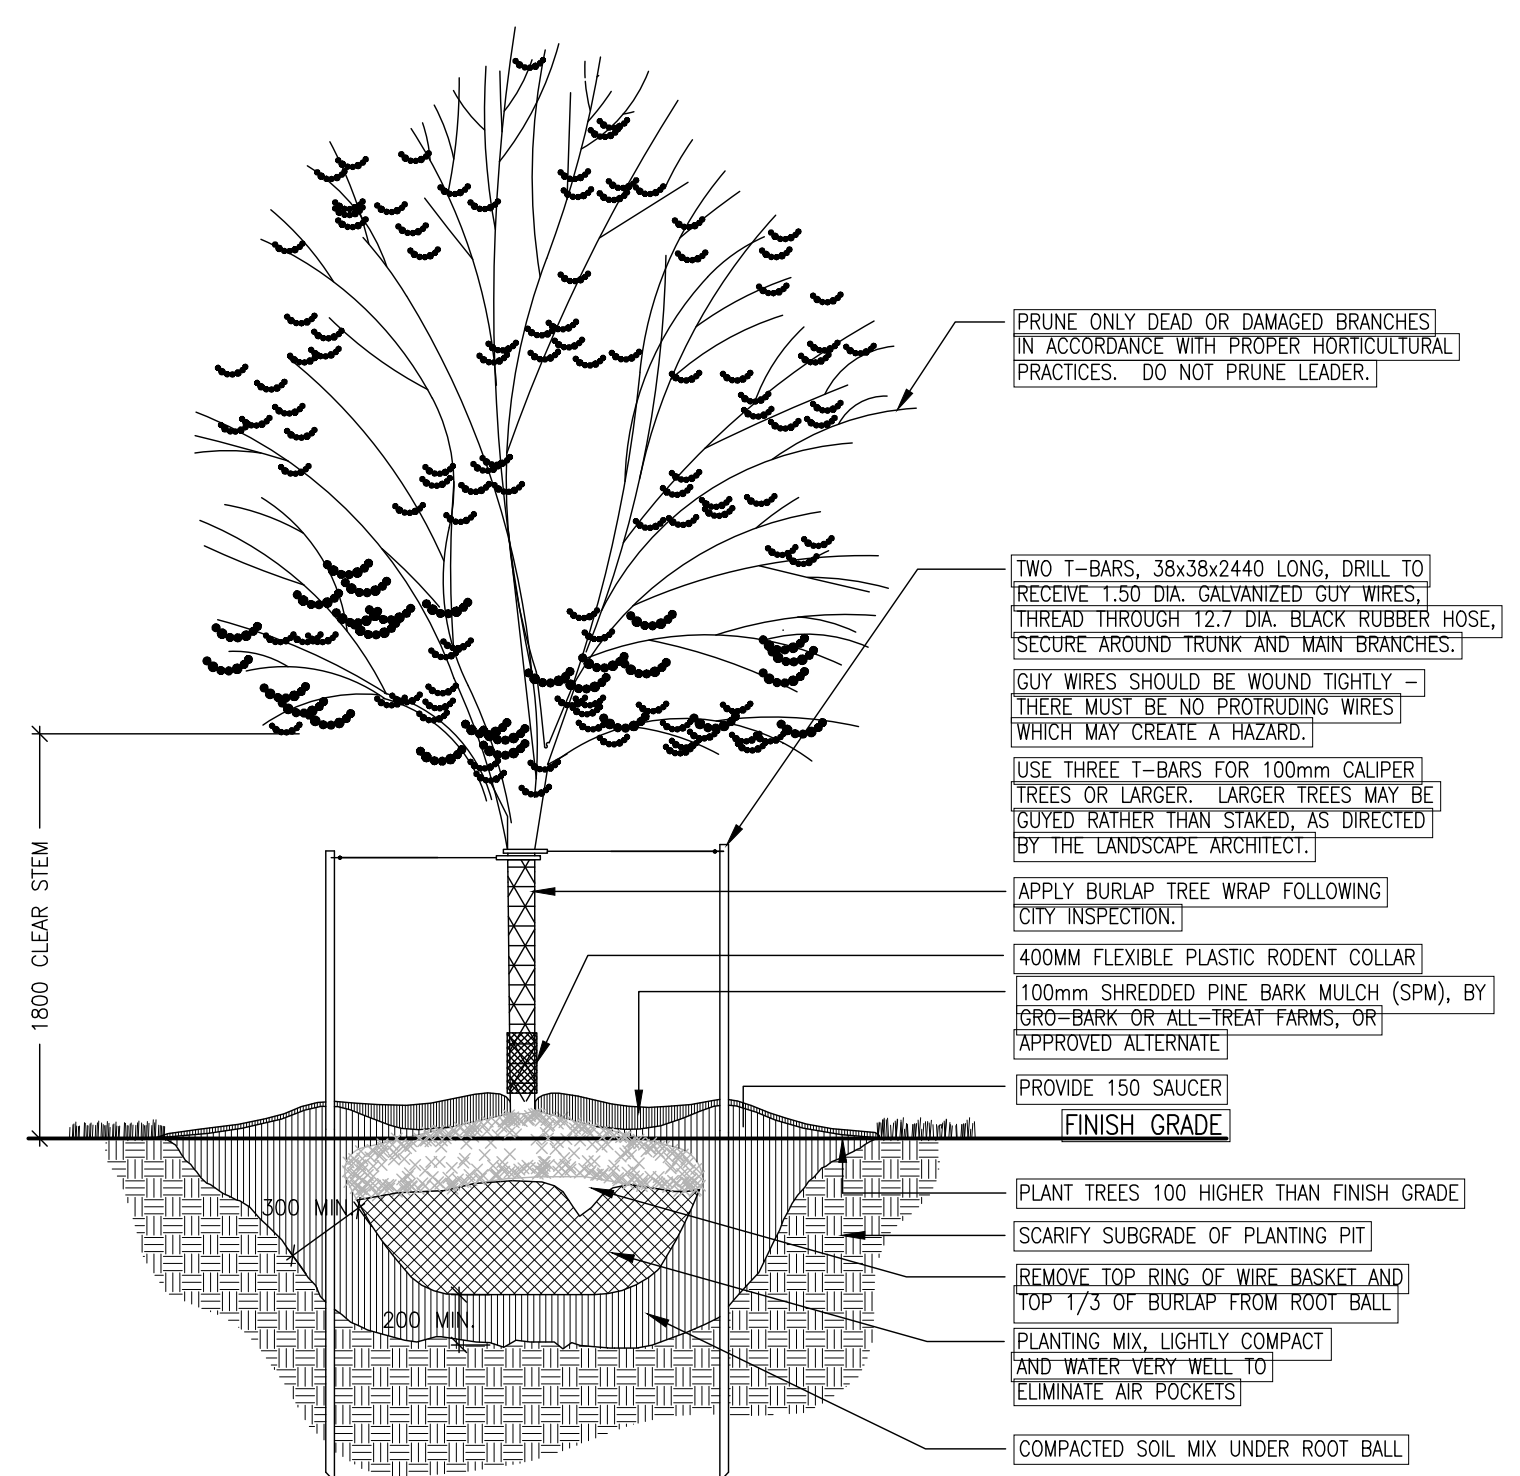 PRUNE ONLY DEAD OR DAMAGED BRANCHES
IN ACCORDANCE WITH PROPER HORTICULTURAL
PRACTICES.  DO NOT PRUNE LEADER.
TWO T-BARS, 38x38x2440 LONG, DRILL TO
RECEIVE 1.50 DIA. GALVANIZED GUY WIRES,
THREAD THROUGH 12.7 DIA. BLACK RUBBER HOSE,
SECURE AROUND TRUNK AND MAIN BRANCHES.
GUY WIRES SHOULD BE WOUND TIGHTLY -
THERE MUST BE NO PROTRUDING WIRES
WHICH MAY CREATE A HAZARD.
USE THREE T-BARS FOR 100mm CALIPER
TREES OR LARGER.  LARGER TREES MAY BE
GUYED RATHER THAN STAKED, AS DIRECTED
BY THE LANDSCAPE ARCHITECT.
APPLY BURLAP TREE WRAP FOLLOWING
CITY INSPECTION.
400MM FLEXIBLE PLASTIC RODENT COLLAR
100mm SHREDDED PINE BARK MULCH (SPM), BY
GRO-BARK OR ALL-TREAT FARMS, OR
APPROVED ALTERNATE
PROVIDE 150 SAUCER
FINISH GRADE
PLANT TREES 100 HIGHER THAN FINISH GRADE
SCARIFY SUBGRADE OF PLANTING PIT
REMOVE TOP RING OF WIRE BASKET AND
TOP 1/3 OF BURLAP FROM ROOT BALL
PLANTING MIX, LIGHTLY COMPACT
AND WATER VERY WELL TO
ELIMINATE AIR POCKETS
COMPACTED SOIL MIX UNDER ROOT BALL
1800 CLEAR STEM
300 MIN.
200 MIN.